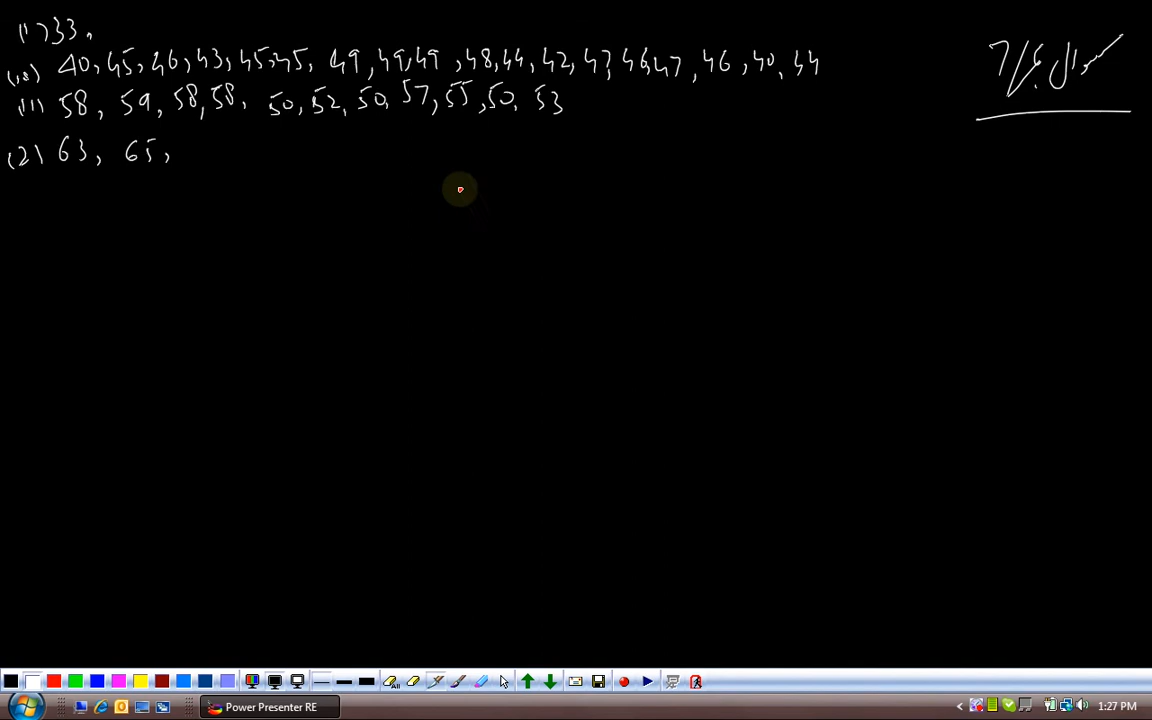 (1) 33,
(10) 40, 45, 46, 43, 45, 45, 49, 49, 49, 48, 44, 42, 47, 46, 47, 46, 40, 44
(11) 58, 59, 58, 58, 50, 52, 50, 57, 55, 50, 53
(2) 63, 65,
سوال
Power Presenter RE
1:27 PM